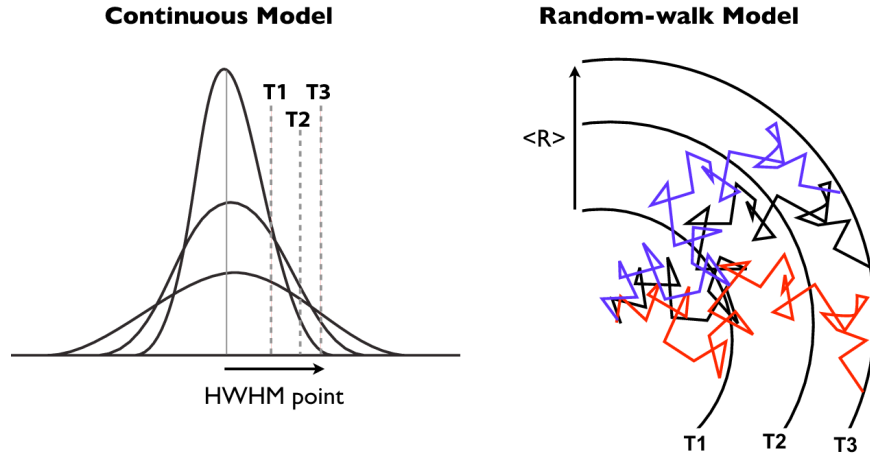 Continuous Model
Random-walk Model
T1
T3
T2
<R>
HWHM point
T1
T2
T3